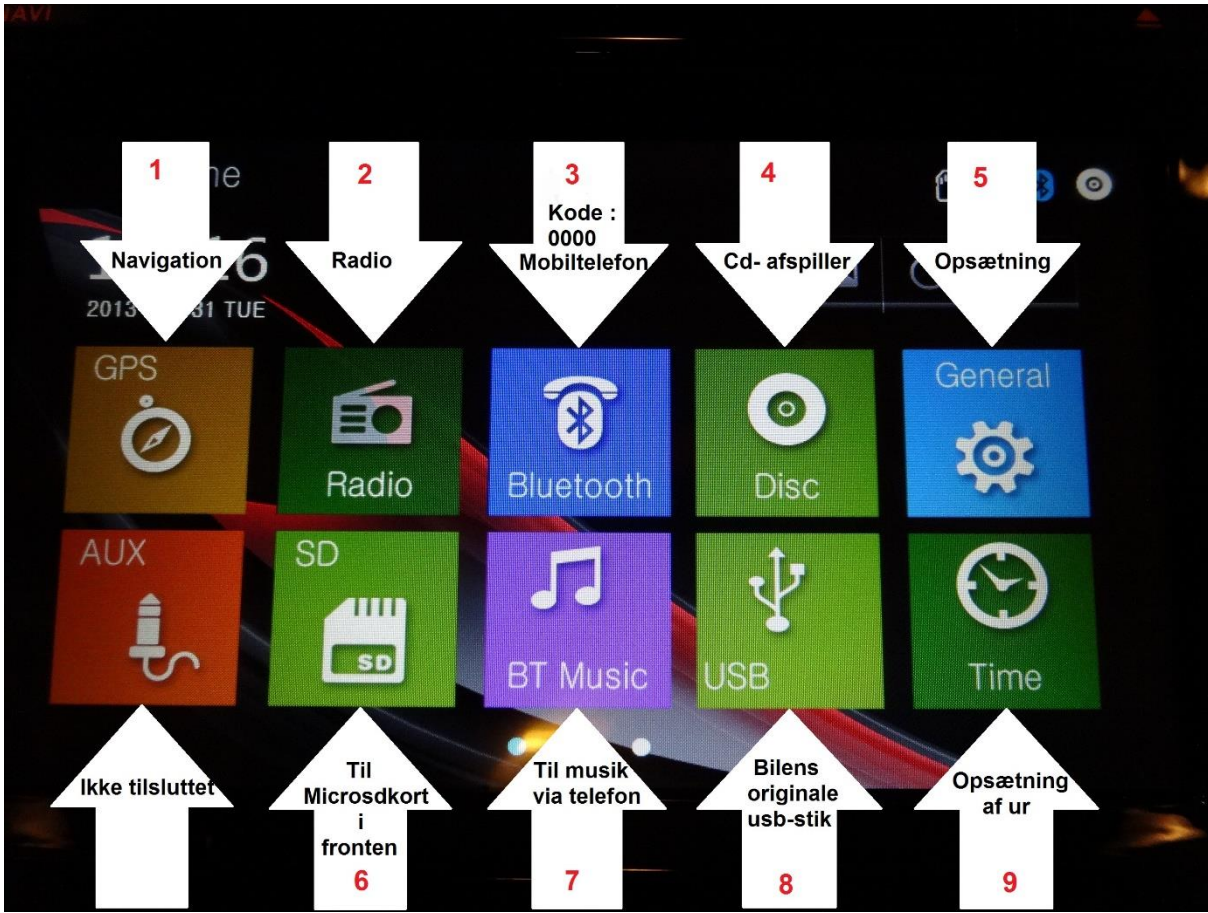 NAVI
1
2
3
4
5
Kode :
0000
Navigation
Radio
Mobiltelefon
Cd- afspiller
Opsætning
2013
31 TUE
GPS
Radio
Bluetooth
Disc
General
AUX
SD
SD
BT Music
USB
Time
Ikke tilsluttet
Til
Microsdkort
i
fronten
6
Til musik
via telefon
7
Bilens
originale
usb-stik
8
Opsætning
af ur
9